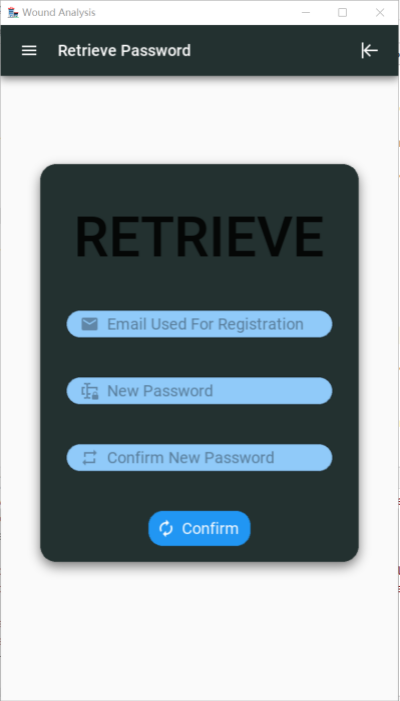 Wound Analysis
Retrieve Password
RETRIEVE
Email Used For Registration
New Password
Confirm New Password
Confirm